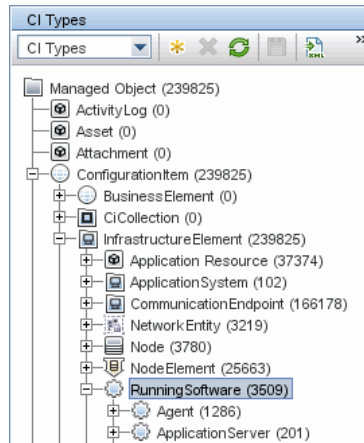 CI Types
CI Types
XML
Managed Object (239825)
ActivityLog (0)
Asset (0)
Attachment (0)
ConfigurationItem (239825)
BusinessElement (0)
CiCollection (0)
InfrastructureElement (239825)
Application Resource (37374)
ApplicationSystem (102)
CommunicationEndpoint (166178)
NetworkEntity (3219)
Node (3780)
NodeElement (25663)
RunningSoftware (3509)
Agent (1286)
ApplicationServer (201)